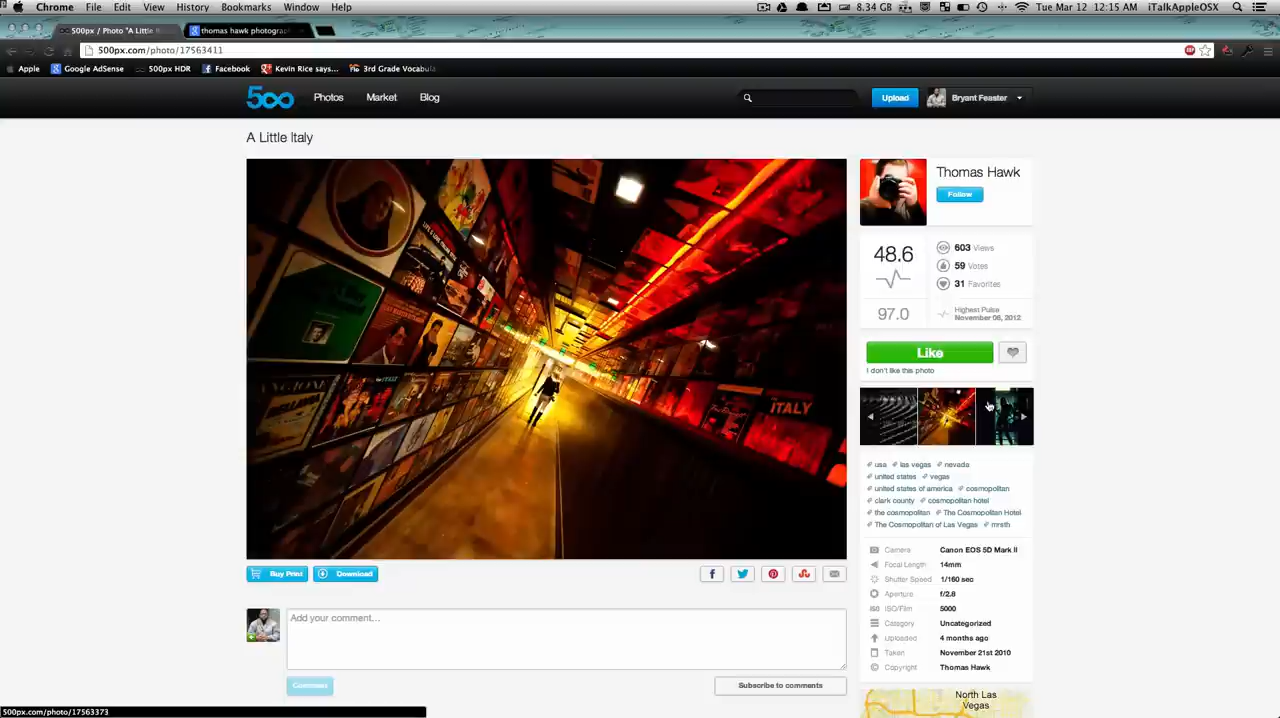 Chrome File Edit View History Bookmarks Window Help 8.34 GB Tue Mar 12 12:15 AM iTalkAppleOSX
500px / Photo "A Little It thomas hawk photograp
500px.com/photo/17563411
Apple Google AdSense 500px HDR Facebook Kevin Rice says... 3rd Grade Vocabula
500 Photos Market Blog Upload Bryant Feaster
A Little Italy
Thomas Hawk
Follow
48.6
603 Views
59 Votes
31 Favorites
97.0
Highest Pulse
November 08, 2012
Like
I don't like this photo
ITALY
usa las vegas nevada
united states vegas
united states of america cosmopolitan
clark county cosmopolitan hotel
the cosmopolitan The Cosmopolitan Hotel
The Cosmopolitan of Las Vegas mrsth
Camera Canon EOS 5D Mark II
Focal Length 14mm
Shutter Speed 1/160 sec
Aperture f/2.8
ISO ISO/Film 5000
Category Uncategorized
Uploaded 4 months ago
Taken November 21st 2010
Copyright Thomas Hawk
Buy Print Download
Add your comment...
Comment Subscribe to comments
North Las
Vegas
500px.com/photo/17563373